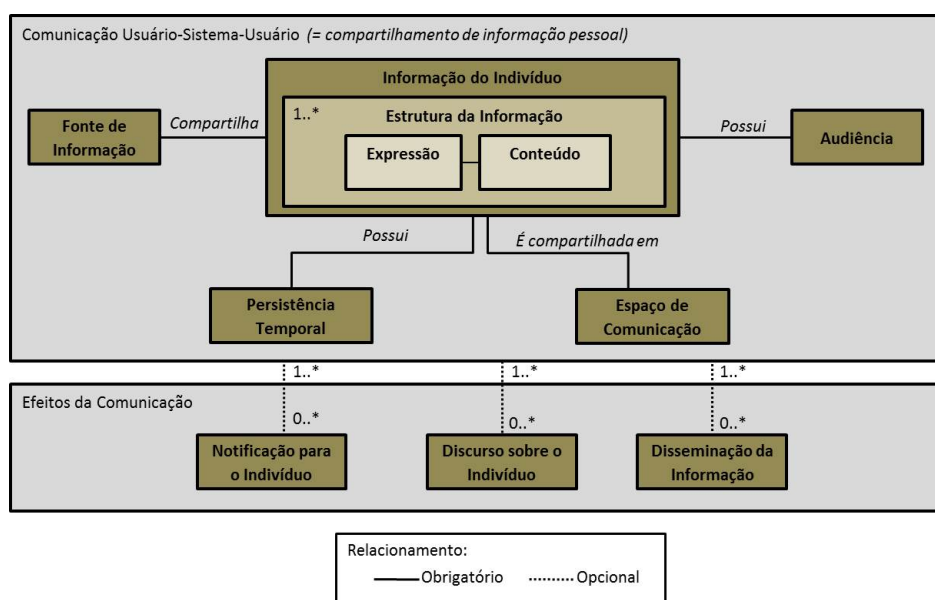 Comunicação Usuário-Sistema-Usuário (= compartilhamento de informação pessoal)
Informação do Indivíduo
1..*
Estrutura da Informação
Expressão
Conteúdo
Fonte de
Informação
Compartilha
Possui
Audiência
Possui
É compartilhada em
Persistência
Temporal
Espaço de
Comunicação
1..*
1..*
1..*
Efeitos da Comunicação
0..*
0..*
0..*
Notificação para
o Indivíduo
Discurso sobre o
Indivíduo
Disseminação da
Informação
Relacionamento:
Obrigatório
Opcional